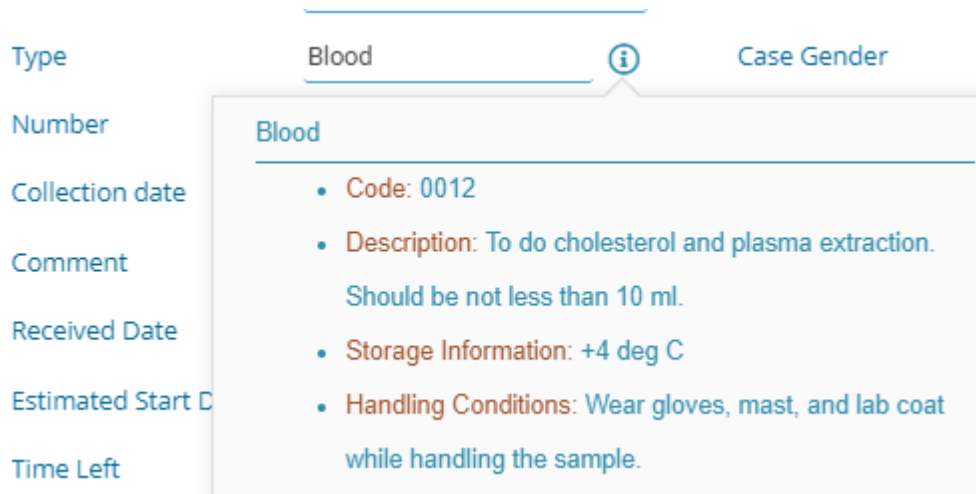 Type Blood Case Gender
Number
Blood
Collection date
• Code: 0012
• Description: To do cholesterol and plasma extraction.
Comment
Should be not less than 10 ml.
Received Date
• Storage Information: +4 deg C
Estimated Start D
• Handling Conditions: Wear gloves, mast, and lab coat
while handling the sample.
Time Left